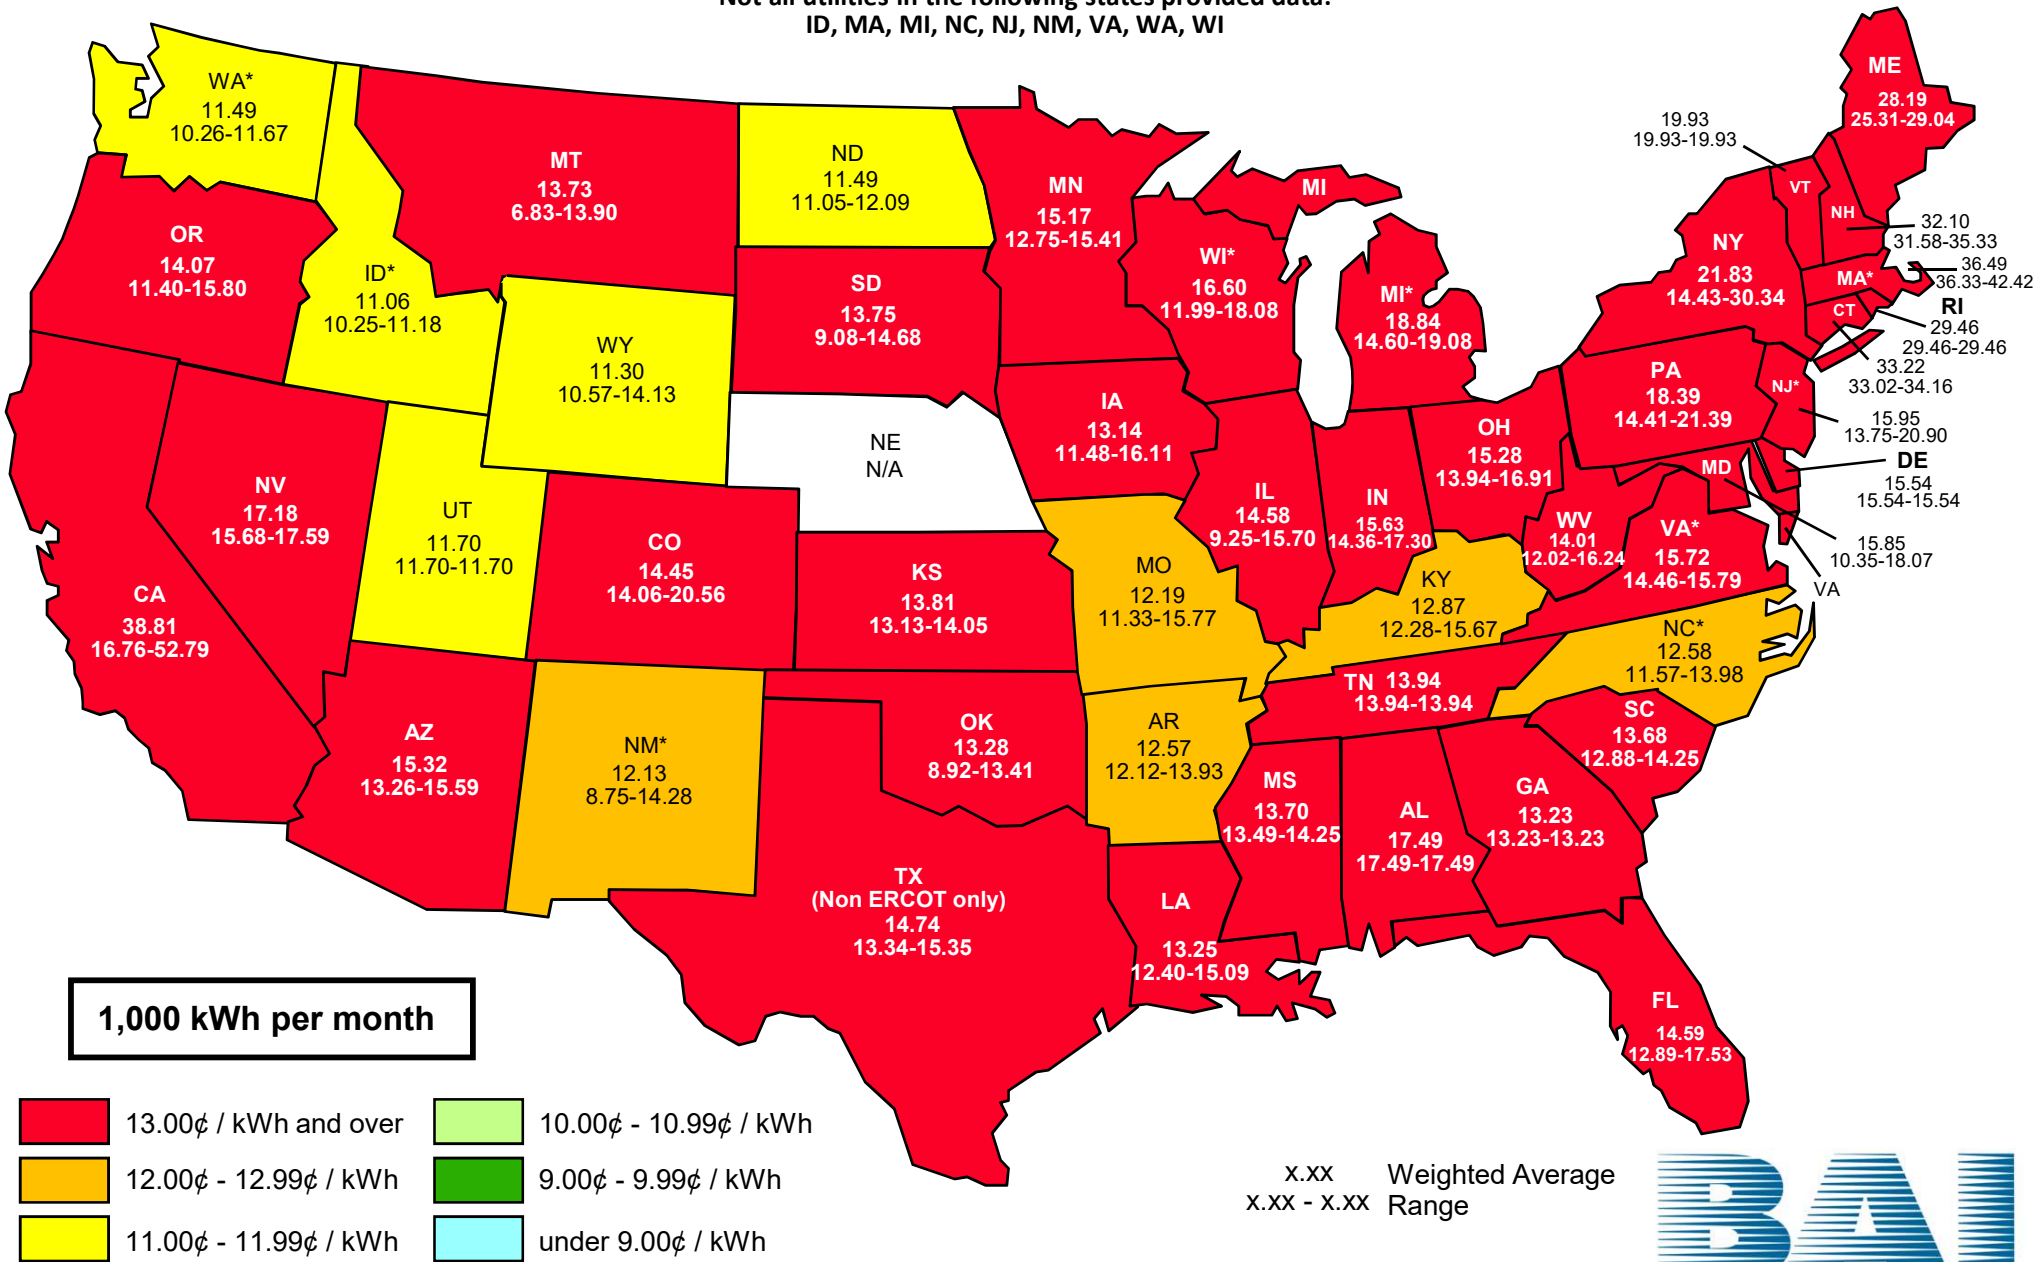 Not all utilities in the following states provided data:
ID, MA, MI, NC, NJ, NM, VA, WA, WI
WA*
11.49
10.26-11.67
OR
14.07
11.40-15.80
ID*
11.06
10.25-11.18
MT
13.73
6.83-13.90
ND
11.49
11.05-12.09
SD
13.75
9.08-14.68
WY
11.30
10.57-14.13
NE
N/A
MN
15.17
12.75-15.41
WI*
16.60
11.99-18.08
MI
MI*
18.84
14.60-19.08
IA
13.14
11.48-16.11
CA
38.81
16.76-52.79
NV
17.18
15.68-17.59
UT
11.70
11.70-11.70
CO
14.45
14.06-20.56
KS
13.81
13.13-14.05
MO
12.19
11.33-15.77
IL
14.58
9.25-15.70
IN
15.63
14.36-17.30
OH
15.28
13.94-16.91
KY
12.87
12.28-15.67
WV
14.01
12.02-16.24
VA*
15.72
14.46-15.79
VA
PA
18.39
14.41-21.39
NY
21.83
14.43-30.34
ME
28.19
25.31-29.04
19.93
19.93-19.93
VT
NH
32.10
31.58-35.33
MA*
36.49
36.33-42.42
CT
RI
29.46
29.46-29.46
33.22
33.02-34.16
NJ*
15.95
13.75-20.90
DE
15.54
15.54-15.54
MD
15.85
10.35-18.07
NC*
12.58
11.57-13.98
TN 13.94
13.94-13.94
SC
13.68
12.88-14.25
AZ
15.32
13.26-15.59
NM*
12.13
8.75-14.28
OK
13.28
8.92-13.41
AR
12.57
12.12-13.93
MS
13.70
13.49-14.25
AL
17.49
17.49-17.49
GA
13.23
13.23-13.23
TX
(Non ERCOT only)
14.74
13.34-15.35
LA
13.25
12.40-15.09
FL
14.59
12.89-17.53
1,000 kWh per month
13.00¢ / kWh and over
12.00¢ - 12.99¢ / kWh
11.00¢ - 11.99¢ / kWh
10.00¢ - 10.99¢ / kWh
9.00¢ - 9.99¢ / kWh
under 9.00¢ / kWh
x.xx Weighted Average
x.xx - x.xx Range
BAI